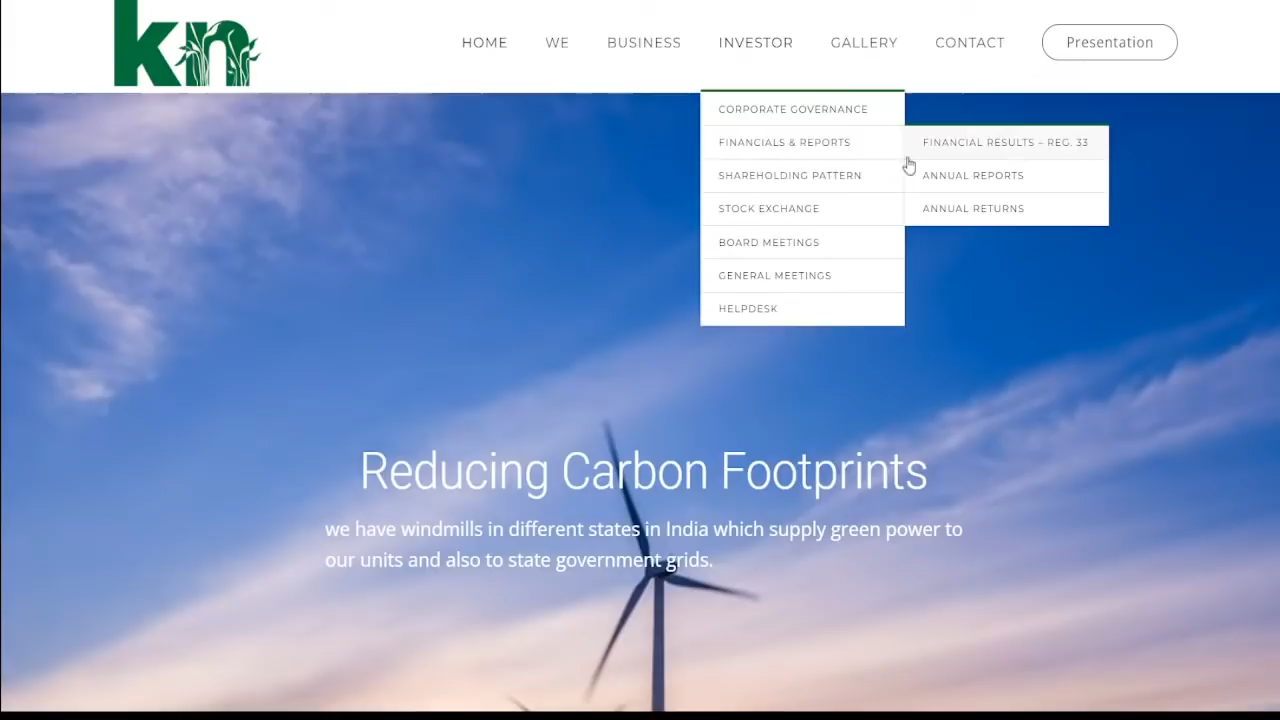 kn
HOME WE BUSINESS INVESTOR GALLERY CONTACT Presentation
CORPORATE GOVERNANCE
FINANCIALS & REPORTS
SHAREHOLDING PATTERN
STOCK EXCHANGE
BOARD MEETINGS
GENERAL MEETINGS
HELPDESK
FINANCIAL RESULTS – REG. 33
ANNUAL REPORTS
ANNUAL RETURNS
Reducing Carbon Footprints
we have windmills in different states in India which supply green power to
our units and also to state government grids.